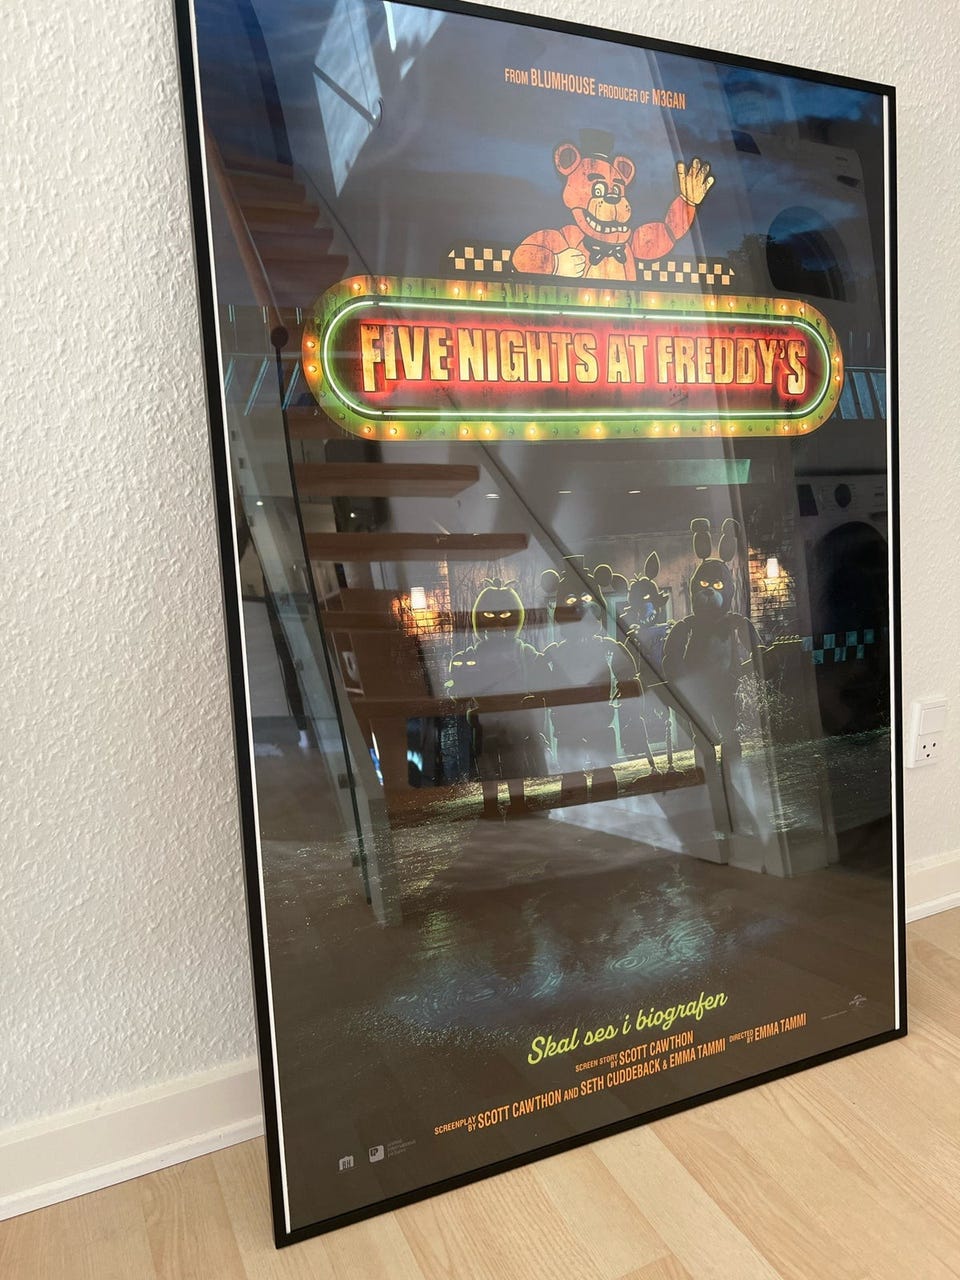 FROM BLUMHOUSE PRODUCER OF M3GAN
FIVE NIGHTS AT FREDDY'S
Skal ses i biografen
SCREEN STORY BY SCOTT CAWTHON
SCREENPLAY BY SCOTT CAWTHON AND SETH CUDDEBACK & EMMA TAMMI DIRECTED BY EMMA TAMMI
BH